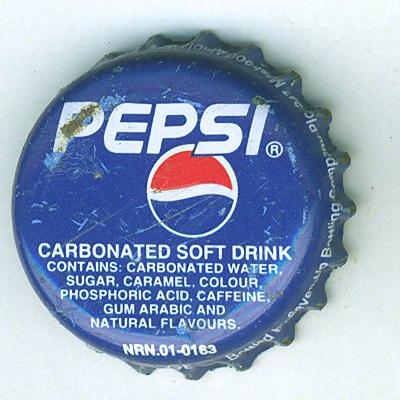 PEPSI®
CARBONATED SOFT DRINK
CONTAINS: CARBONATED WATER,
SUGAR, CARAMEL, COLOUR,
PHOSPHORIC ACID, CAFFEINE,
GUM ARABIC AND
NATURAL FLAVOURS.
NRN.01-0163
Bottling